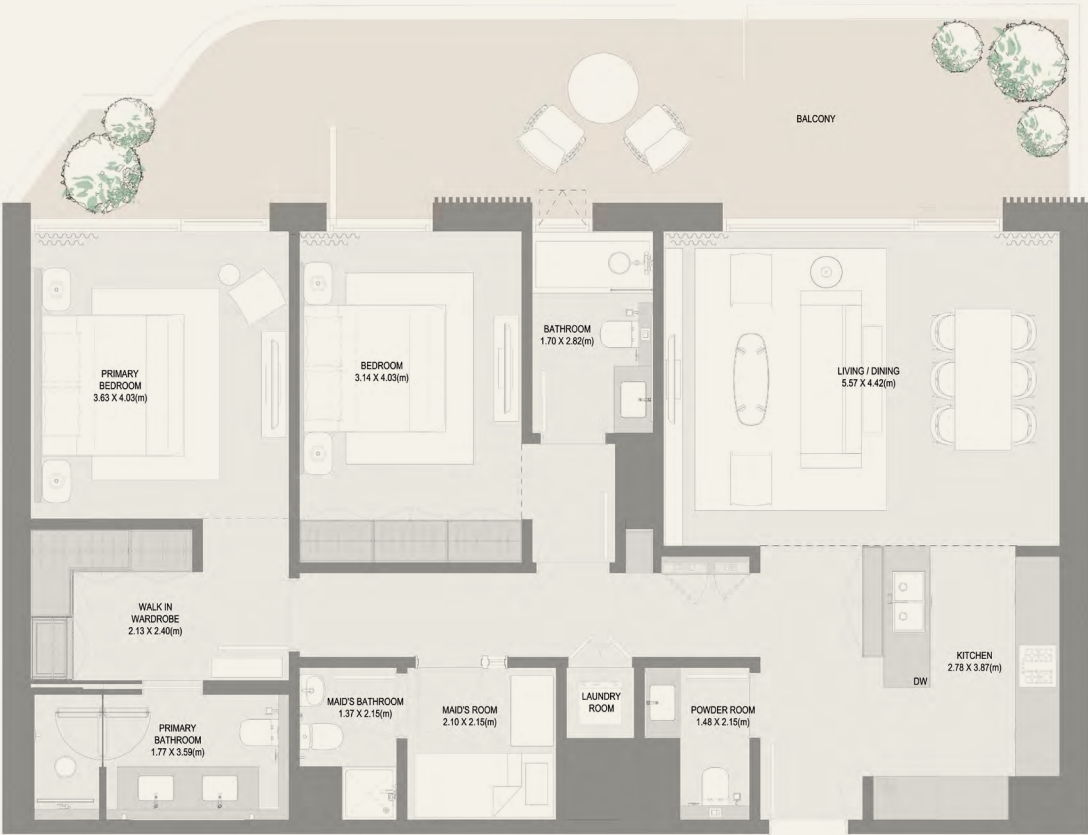 BALCONY
BATHROOM
1.70 X 2.82(m)
BEDROOM
3.14 X 4.03(m)
PRIMARY
BEDROOM
3.63 X 4.03(m)
LIVING / DINING
5.57 X 4.42(m)
WALK IN
WARDROBE
2.13 X 2.40(m)
KITCHEN
2.78 X 3.87(m)
DW
MAID'S BATHROOM
1.37 X 2.15(m)
MAID'S ROOM
2.10 X 2.15(m)
LAUNDRY
ROOM
POWDER ROOM
1.48 X 2.15(m)
PRIMARY
BATHROOM
1.77 X 3.59(m)